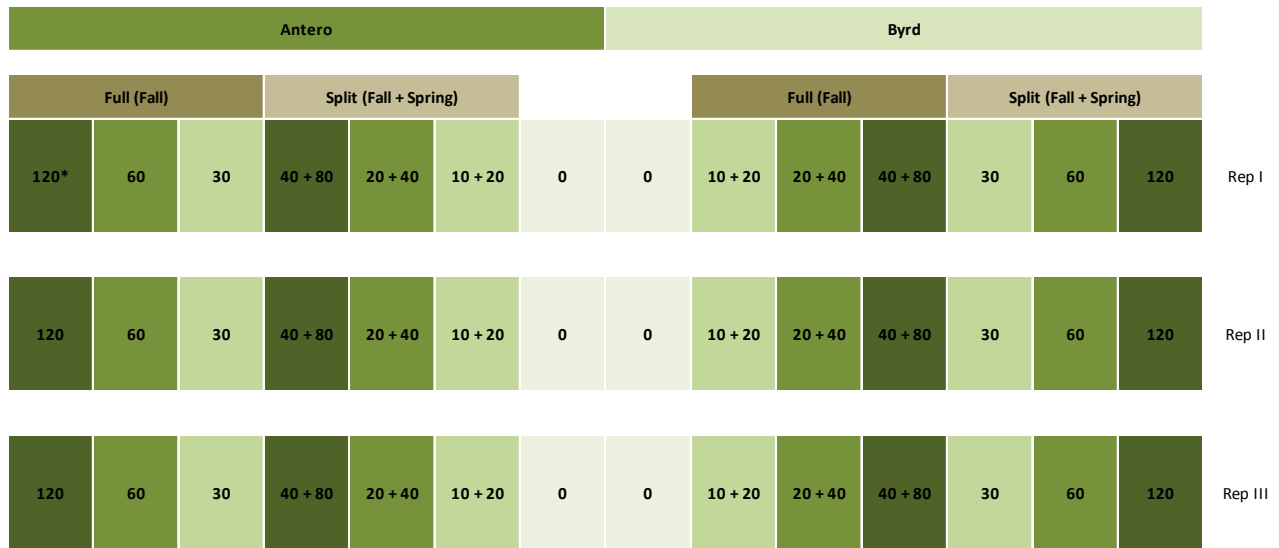 Antero Byrd
Full (Fall) Split (Fall + Spring) Full (Fall) Split (Fall + Spring)
120* 60 30 40 + 80 20 + 40 10 + 20 0 0 10 + 20 20 + 40 40 + 80 30 60 120 Rep I
120 60 30 40 + 80 20 + 40 10 + 20 0 0 10 + 20 20 + 40 40 + 80 30 60 120 Rep II
120 60 30 40 + 80 20 + 40 10 + 20 0 0 10 + 20 20 + 40 40 + 80 30 60 120 Rep III